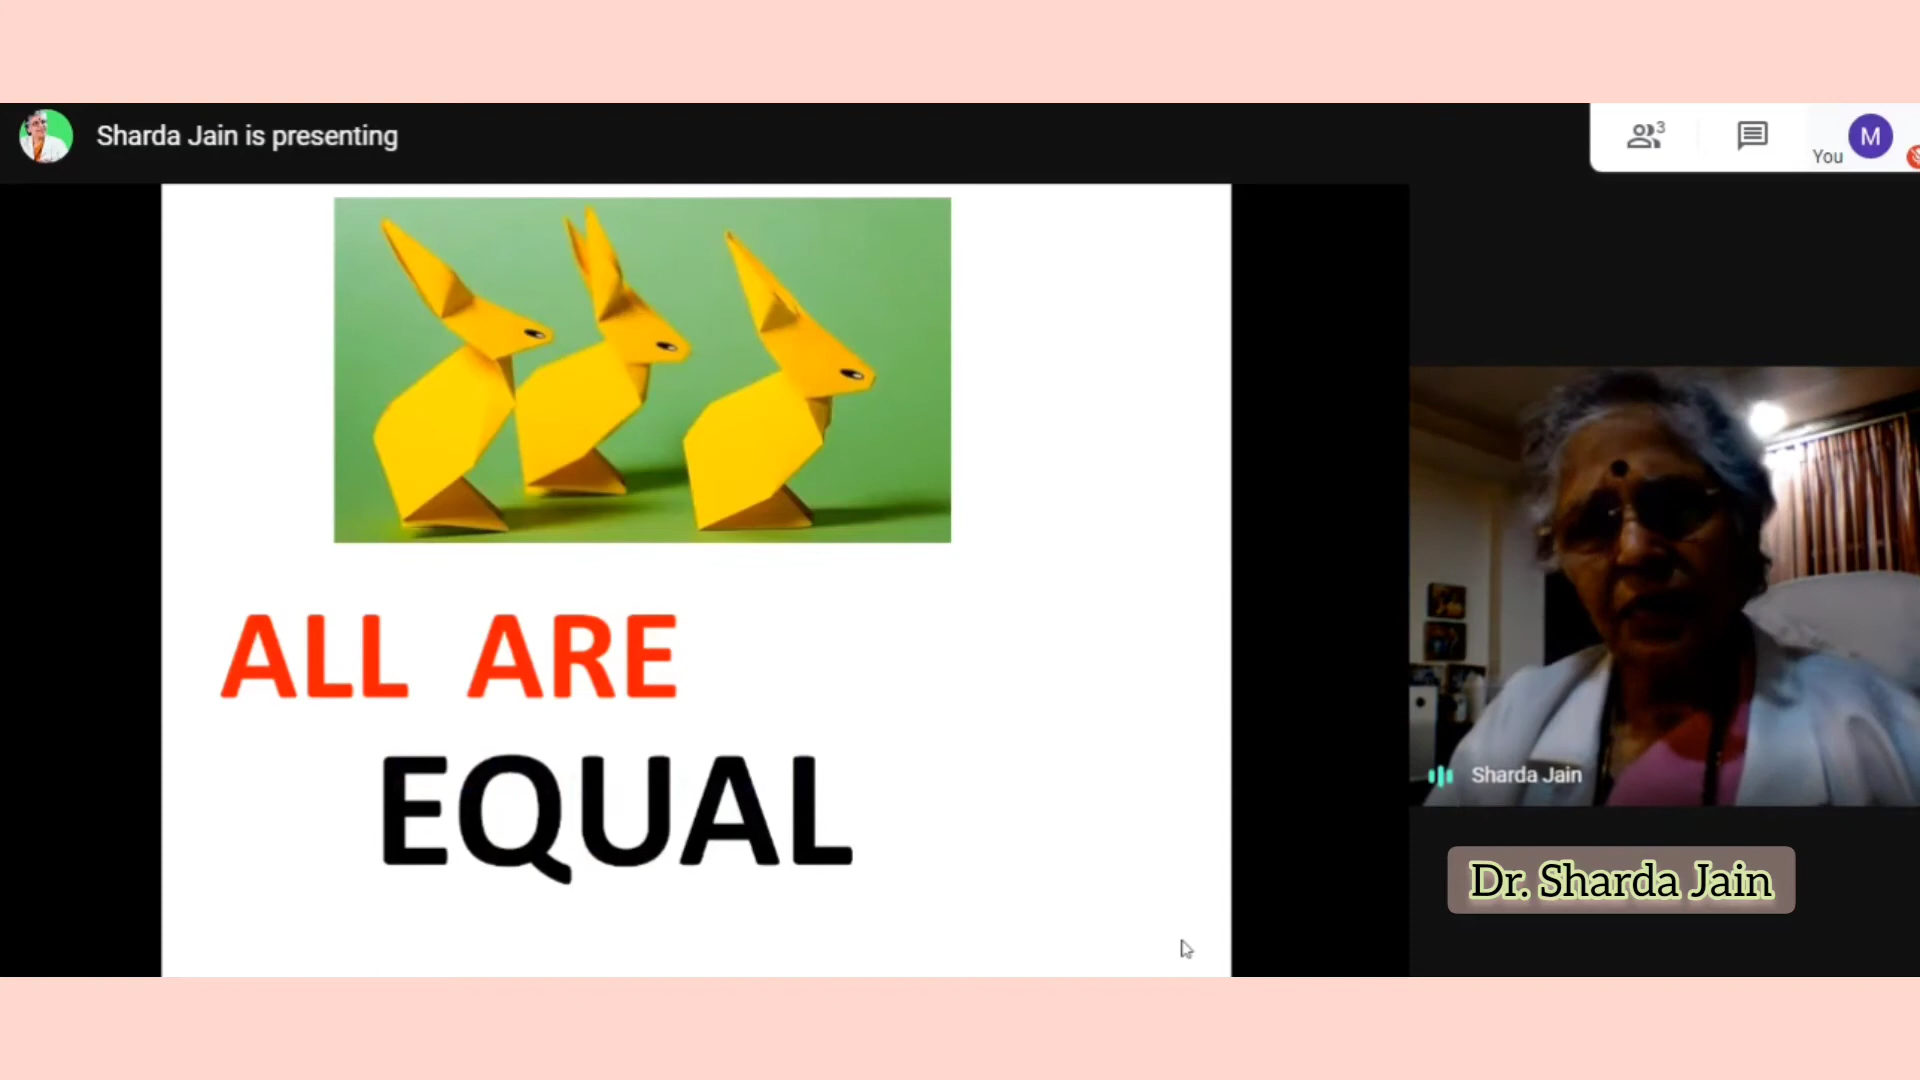 Sharda Jain is presenting
3
You
M
ALL ARE
EQUAL
Sharda Jain
Dr. Sharda Jain